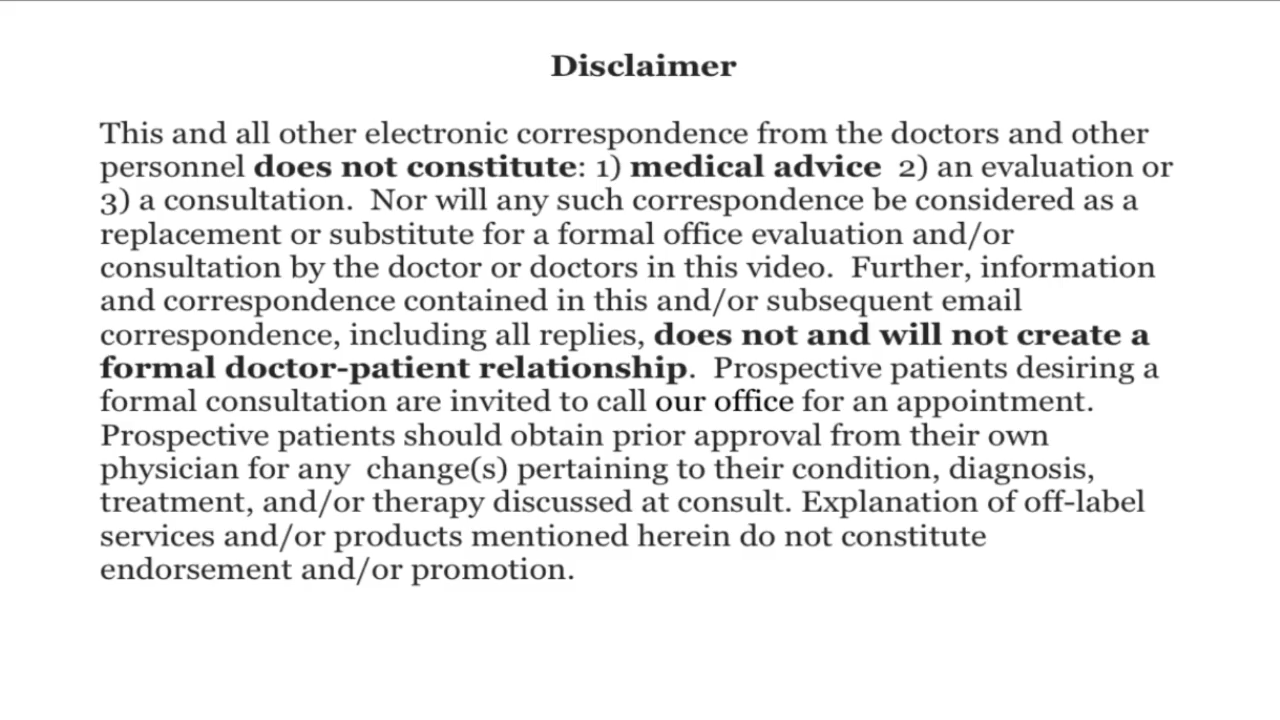 Disclaimer
This and all other electronic correspondence from the doctors and other
personnel does not constitute: 1) medical advice  2) an evaluation or
3) a consultation.  Nor will any such correspondence be considered as a
replacement or substitute for a formal office evaluation and/or
consultation by the doctor or doctors in this video.  Further, information
and correspondence contained in this and/or subsequent email
correspondence, including all replies, does not and will not create a
formal doctor-patient relationship.  Prospective patients desiring a
formal consultation are invited to call our office for an appointment.
Prospective patients should obtain prior approval from their own
physician for any  change(s) pertaining to their condition, diagnosis,
treatment, and/or therapy discussed at consult. Explanation of off-label
services and/or products mentioned herein do not constitute
endorsement and/or promotion.